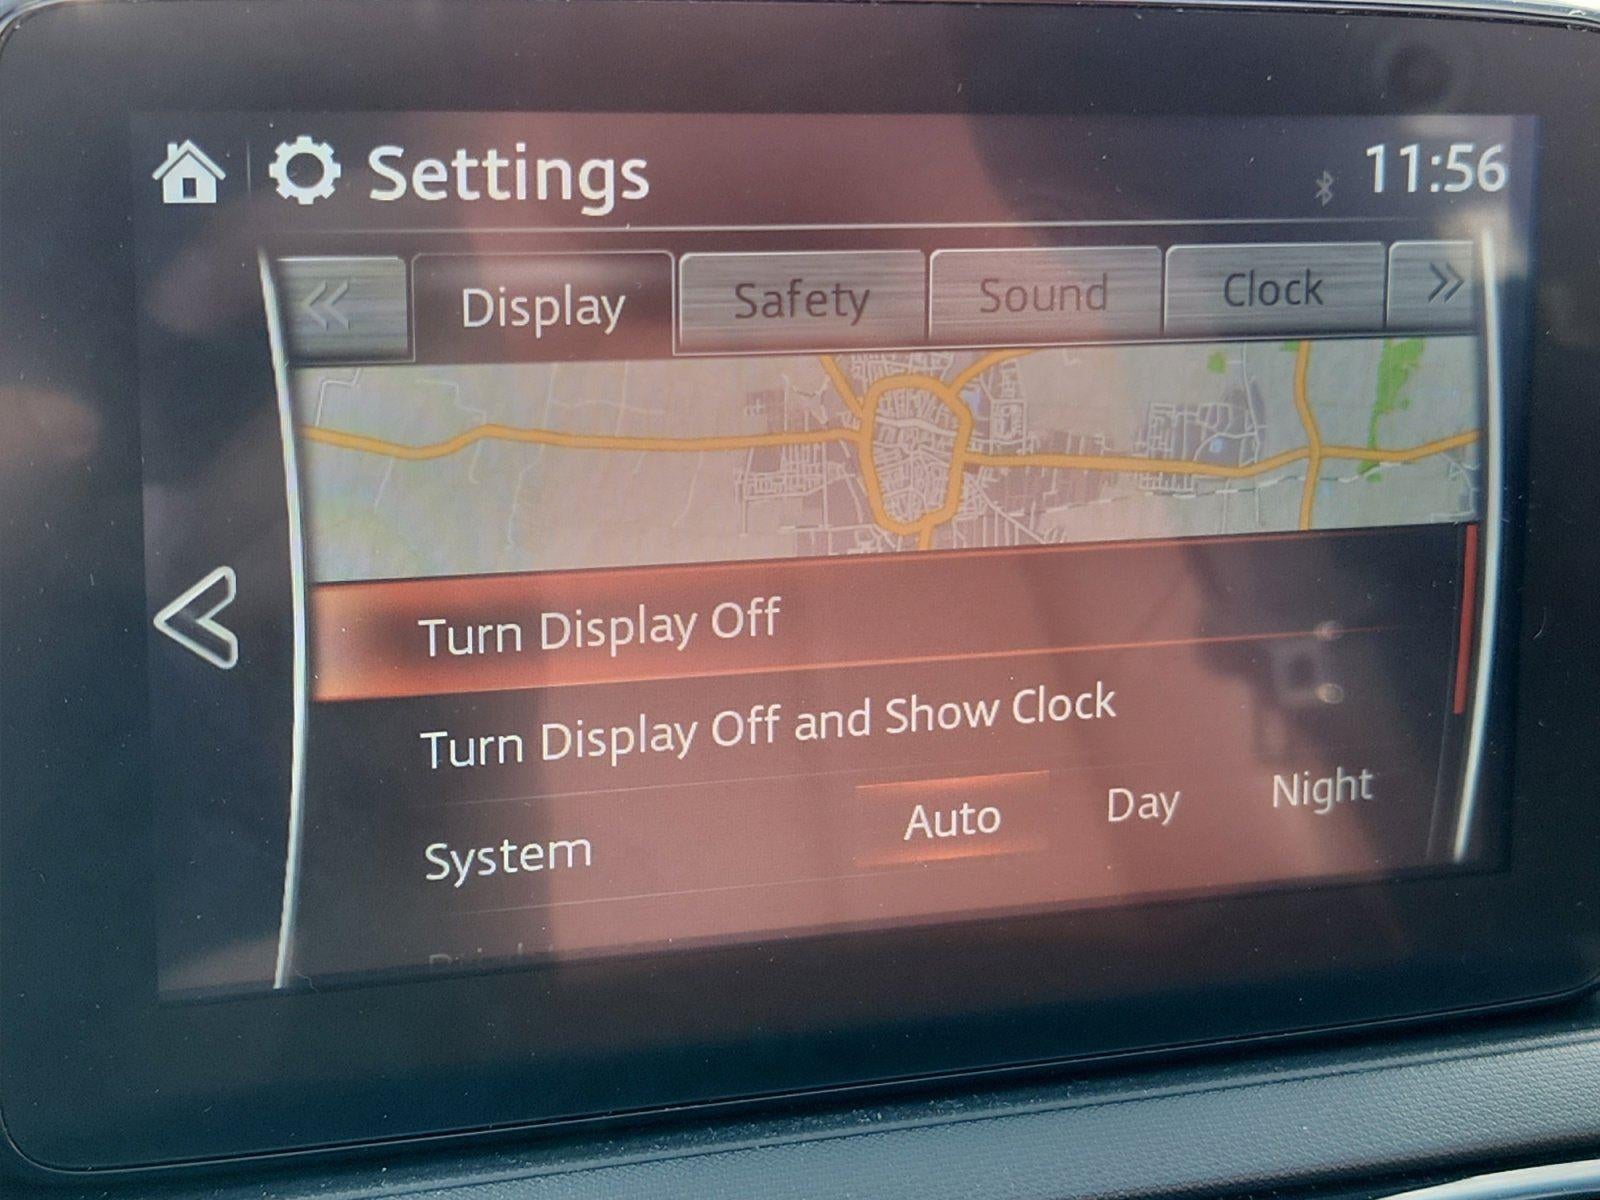 Settings
11:56
Display Safety Sound Clock
Turn Display Off
Turn Display Off and Show Clock
System Auto Day Night